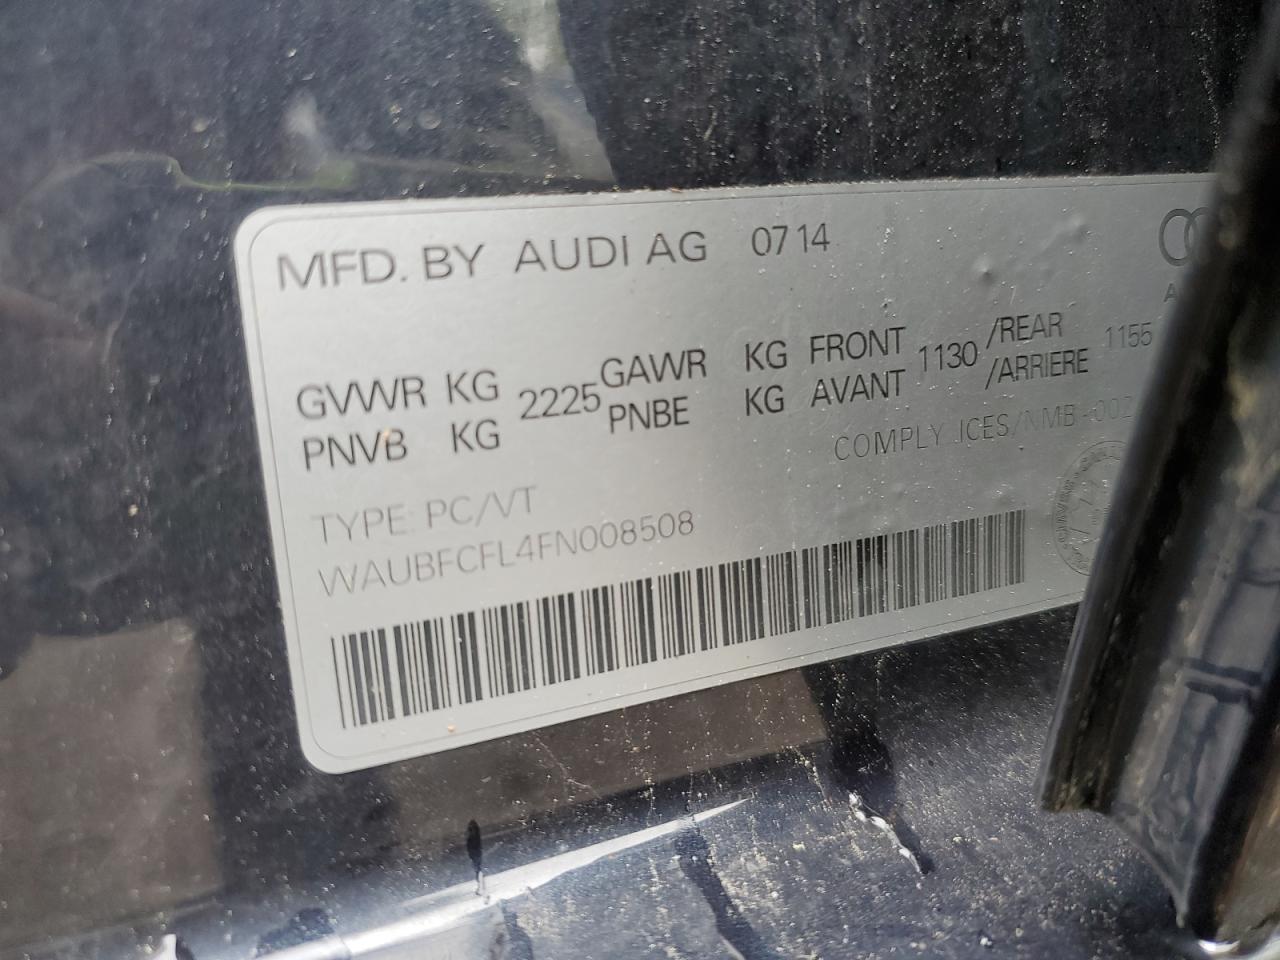 MFD. BY AUDI AG 0714
GVWR KG 2225 GAWR KG FRONT 1130 /REAR 1155
PNVB KG PNBE KG AVANT /ARRIERE
COMPLY ICES/NMB-002
TYPE: PC/VT
WAUBFCFL4FN008508